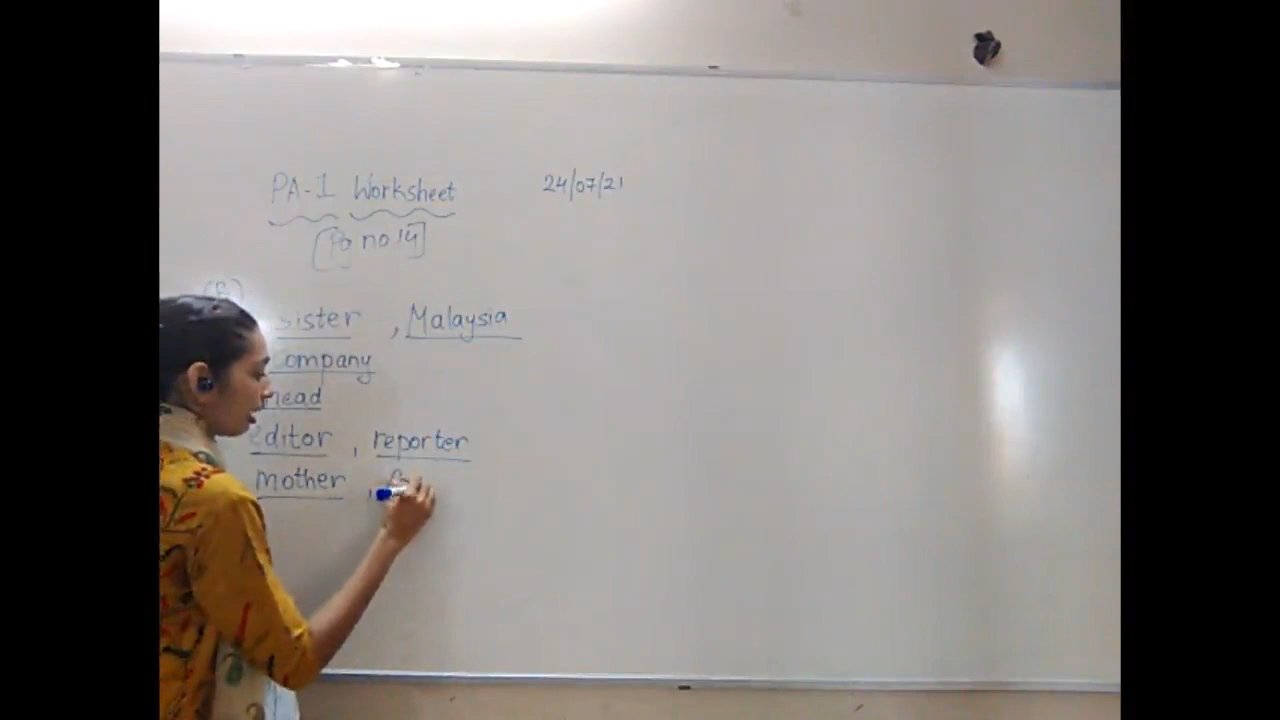 PA-1 Worksheet 24/07/21
[Pg no 14]
(B)
sister , Malaysia
company
head
editor , reporter
mother ,